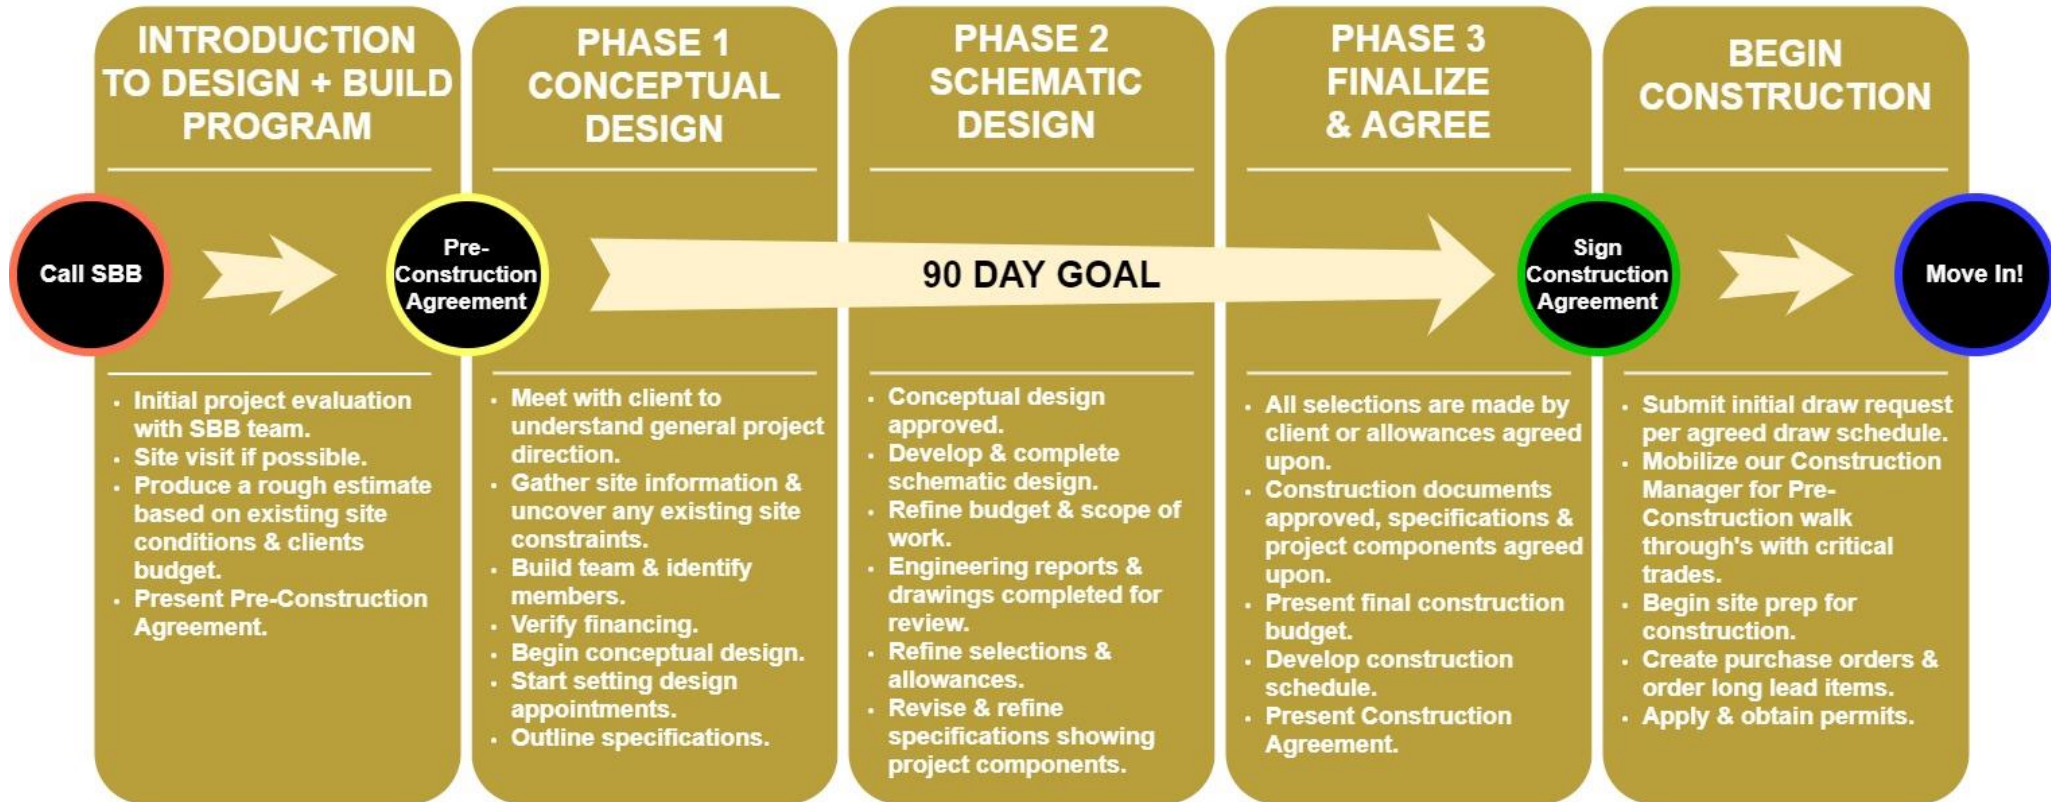 INTRODUCTION
TO DESIGN + BUILD
PROGRAM
Call SBB
• Initial project evaluation
with SBB team.
• Site visit if possible.
• Produce a rough estimate
based on existing site
conditions & clients
budget.
• Present Pre-Construction
Agreement.
Pre-
Construction
Agreement
PHASE 1
CONCEPTUAL
DESIGN
• Meet with client to
understand general project
direction.
• Gather site information &
uncover any existing site
constraints.
• Build team & identify
members.
• Verify financing.
• Begin conceptual design.
• Start setting design
appointments.
• Outline specifications.
90 DAY GOAL
PHASE 2
SCHEMATIC
DESIGN
• Conceptual design
approved.
• Develop & complete
schematic design.
• Refine budget & scope of
work.
• Engineering reports &
drawings completed for
review.
• Refine selections &
allowances.
• Revise & refine
specifications showing
project components.
PHASE 3
FINALIZE
& AGREE
• All selections are made by
client or allowances agreed
upon.
• Construction documents
approved, specifications &
project components agreed
upon.
• Present final construction
budget.
• Develop construction
schedule.
• Present Construction
Agreement.
Sign
Construction
Agreement
BEGIN
CONSTRUCTION
• Submit initial draw request
per agreed draw schedule.
• Mobilize our Construction
Manager for Pre-
Construction walk
through's with critical
trades.
• Begin site prep for
construction.
• Create purchase orders &
order long lead items.
• Apply & obtain permits.
Move In!